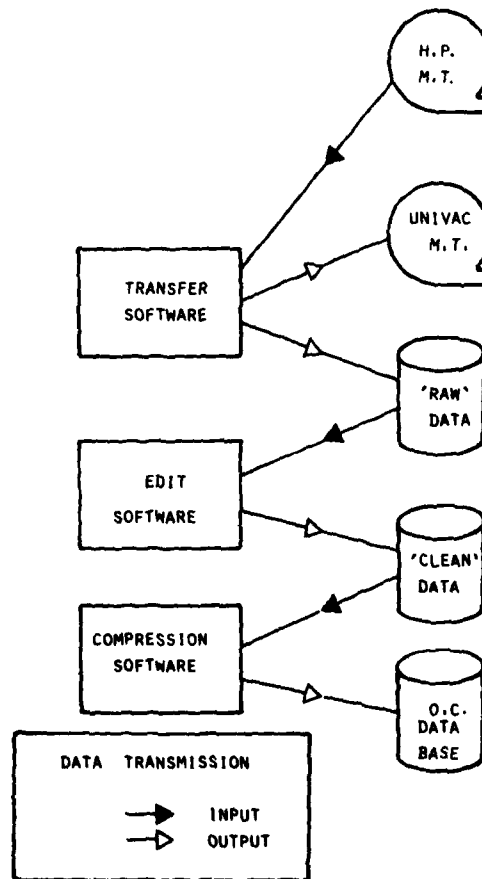 H.P.
M.T.
UNIVAC
M.T.
TRANSFER
SOFTWARE
'RAW'
DATA
EDIT
SOFTWARE
'CLEAN'
DATA
COMPRESSION
SOFTWARE
O.C.
DATA
BASE
DATA TRANSMISSION
INPUT
OUTPUT